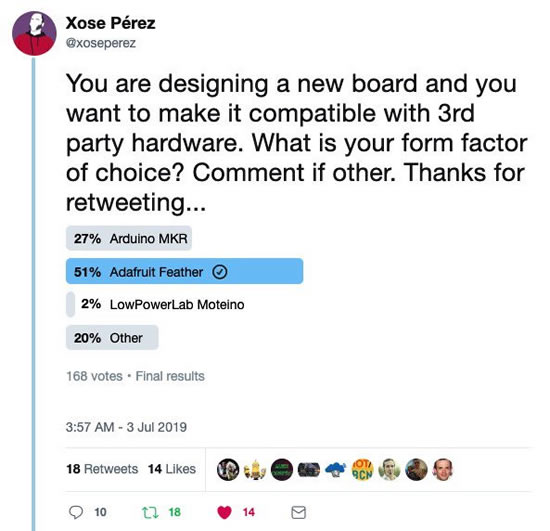 Xose Pérez
@xoseperez
You are designing a new board and you
want to make it compatible with 3rd
party hardware. What is your form factor
of choice? Comment if other. Thanks for
retweeting...
27% Arduino MKR
51% Adafruit Feather
2% LowPowerLab Moteino
20% Other
168 votes • Final results
3:57 AM - 3 Jul 2019
18 Retweets 14 Likes
10 18 14